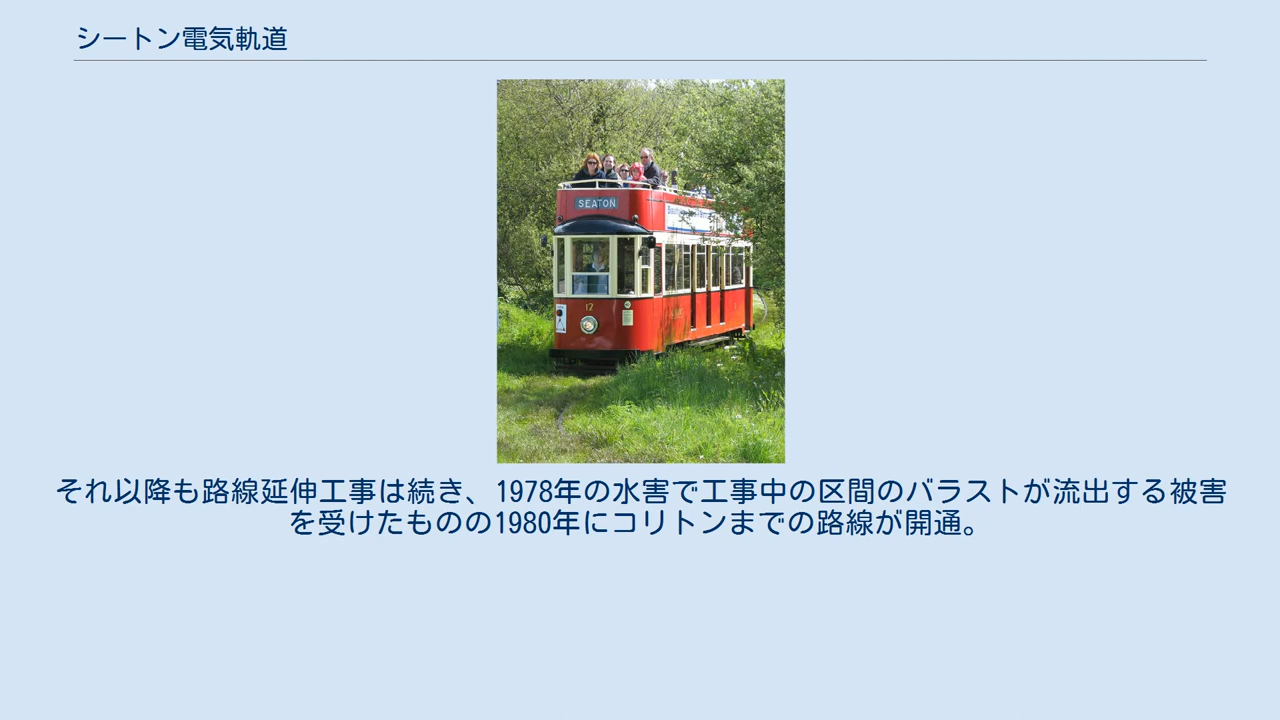 シートン電気軌道
SEATON
12
それ以降も路線延伸工事は続き、1978年の水害で工事中の区間のバラストが流出する被害
を受けたものの1980年にコリトンまでの路線が開通。